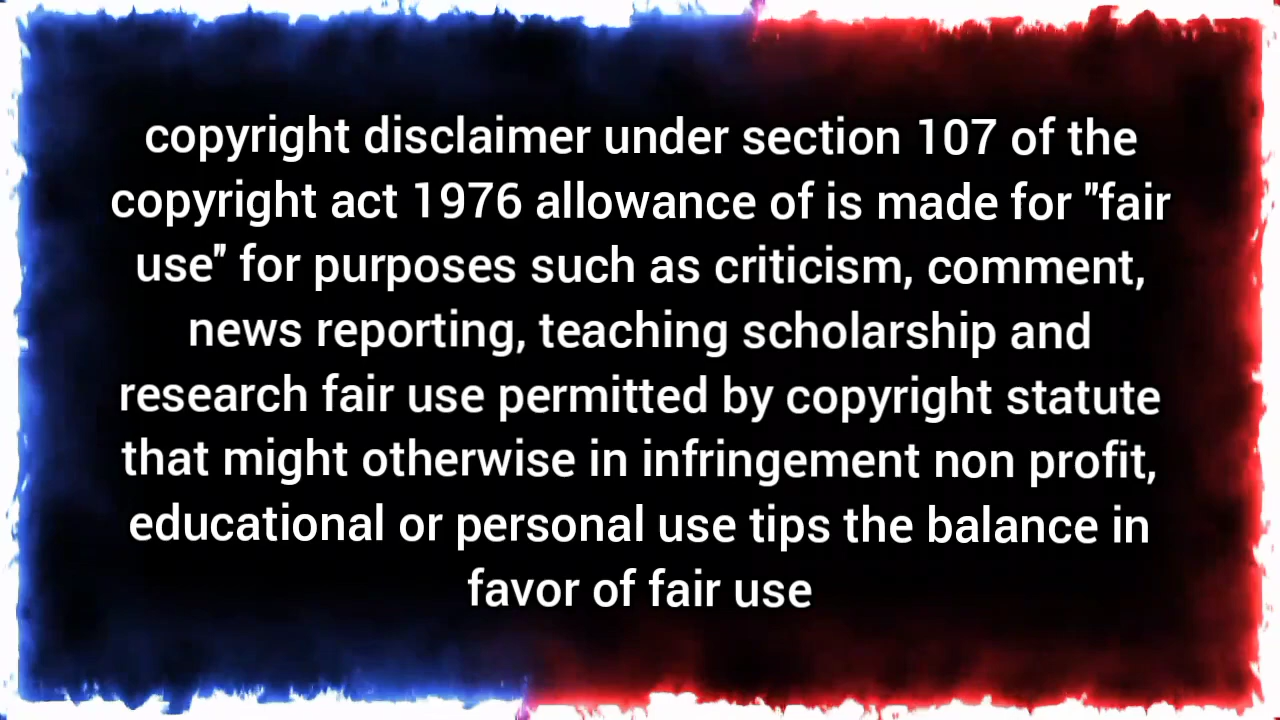 copyright disclaimer under section 107 of the
copyright act 1976 allowance of is made for "fair
use" for purposes such as criticism, comment,
news reporting, teaching scholarship and
research fair use permitted by copyright statute
that might otherwise in infringement non profit,
educational or personal use tips the balance in
favor of fair use